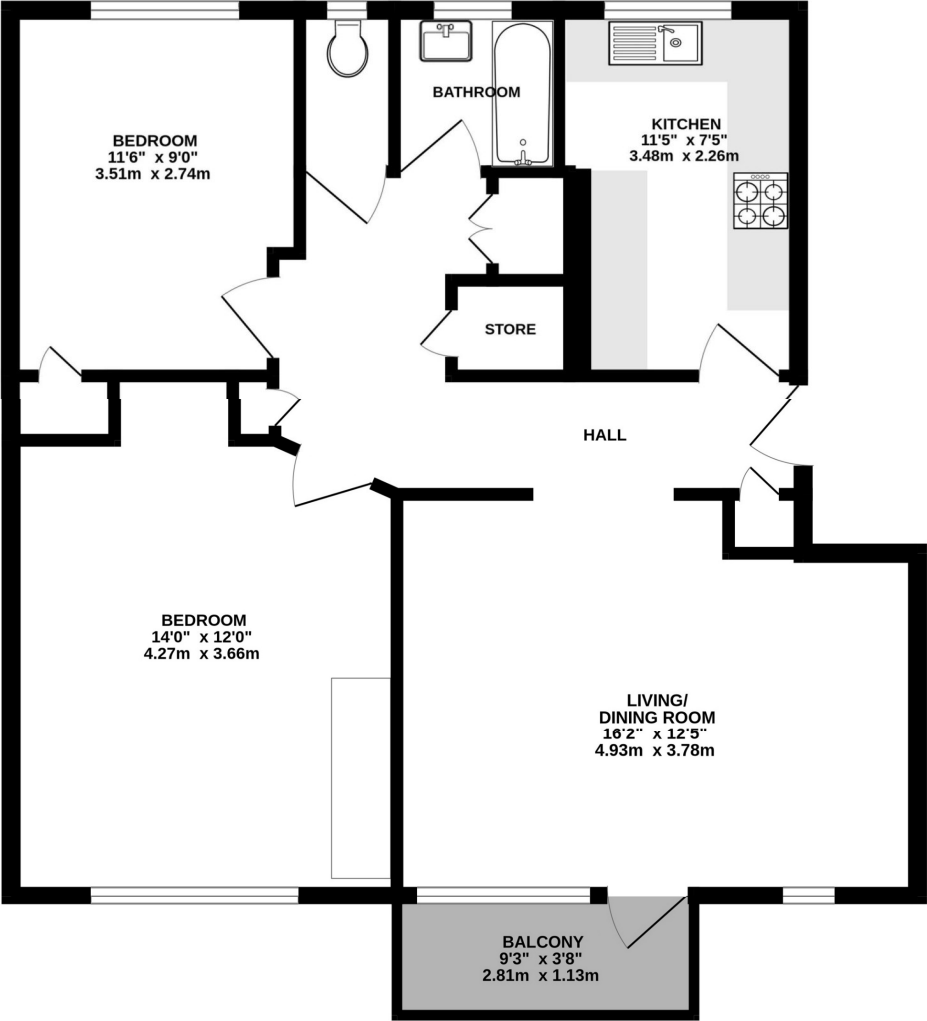 BATHROOM
KITCHEN
11'5" x 7'5"
3.48m x 2.26m
BEDROOM
11'6" x 9'0"
3.51m x 2.74m
STORE
HALL
BEDROOM
14'0" x 12'0"
4.27m x 3.66m
LIVING/
DINING ROOM
16'2" x 12'5"
4.93m x 3.78m
BALCONY
9'3" x 3'8"
2.81m x 1.13m